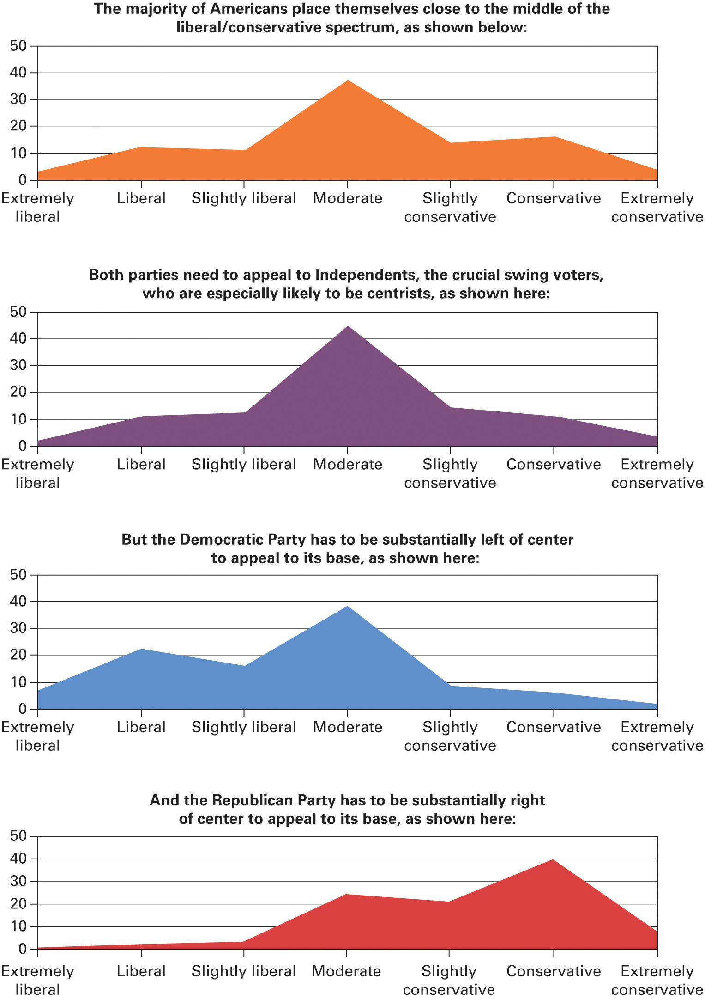 The majority of Americans place themselves close to the middle of the
liberal/conservative spectrum, as shown below:
50
40
30
20
10
0
Extremely liberal
Liberal
Slightly liberal
Moderate
Slightly conservative
Conservative
Extremely conservative
Both parties need to appeal to Independents, the crucial swing voters,
who are especially likely to be centrists, as shown here:
50
40
30
20
10
0
Extremely liberal
Liberal
Slightly liberal
Moderate
Slightly conservative
Conservative
Extremely conservative
But the Democratic Party has to be substantially left of center
to appeal to its base, as shown here:
50
40
30
20
10
0
Extremely liberal
Liberal
Slightly liberal
Moderate
Slightly conservative
Conservative
Extremely conservative
And the Republican Party has to be substantially right
of center to appeal to its base, as shown here:
50
40
30
20
10
0
Extremely liberal
Liberal
Slightly liberal
Moderate
Slightly conservative
Conservative
Extremely conservative